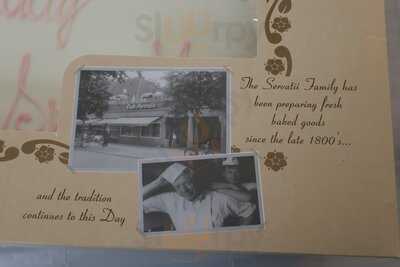 The Servatii Family has
been preparing fresh
baked goods
since the late 1800's...
and the tradition
continues to this Day